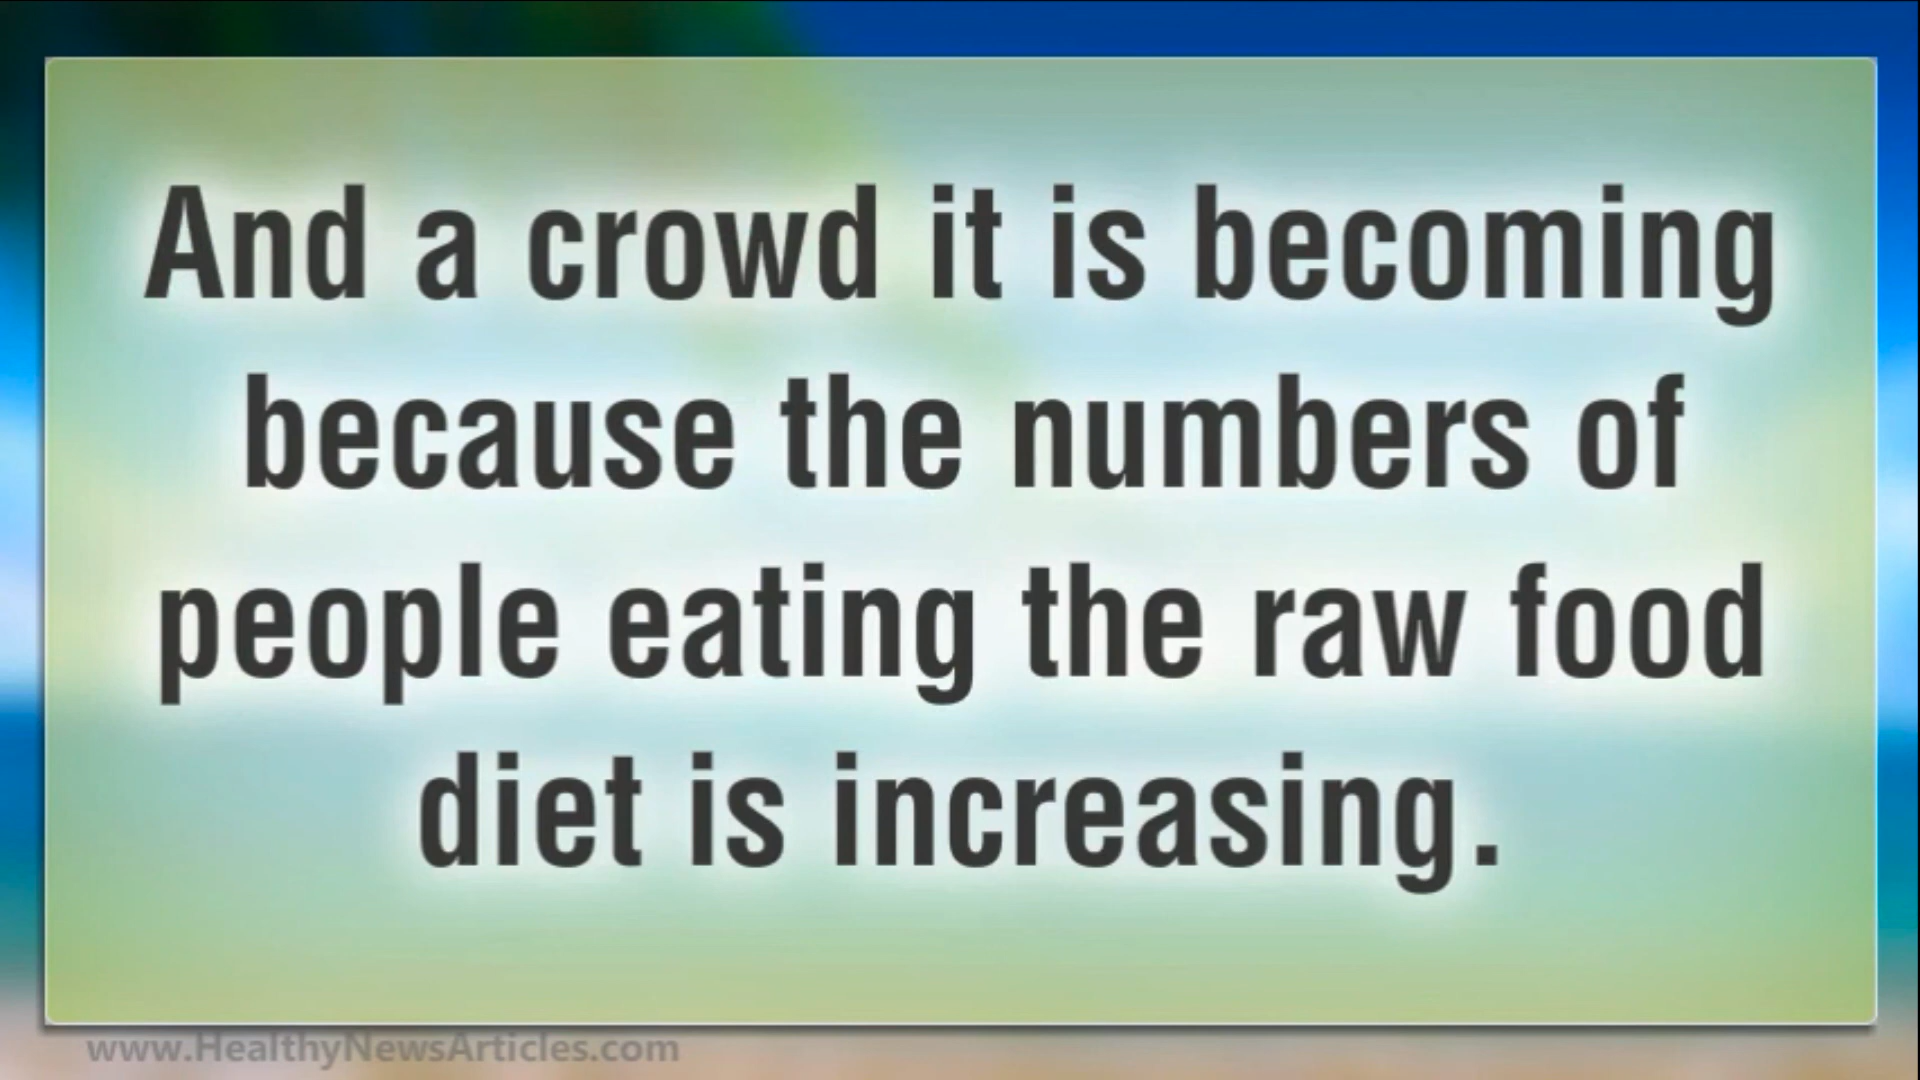 And a crowd it is becoming
because the numbers of
people eating the raw food
diet is increasing.
www.HealthyNewsArticles.com